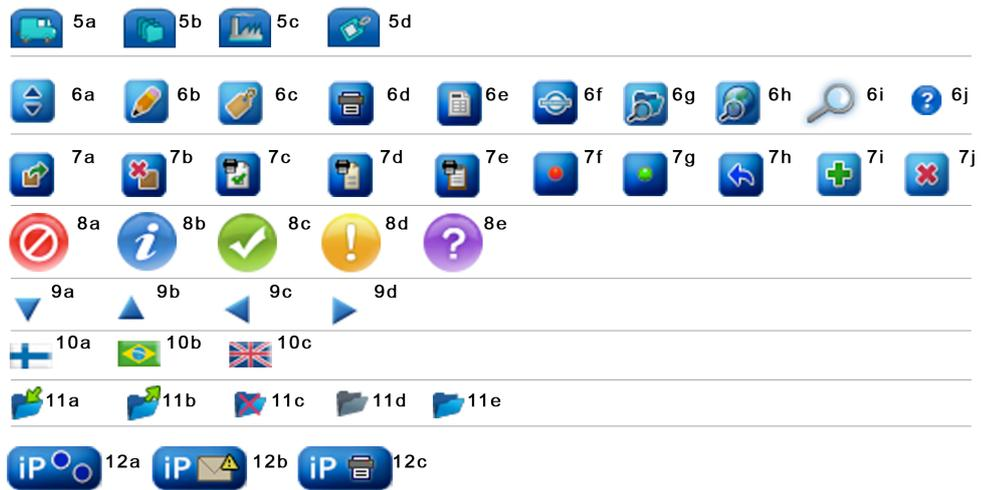 5a 5b 5c 5d
6a 6b 6c 6d 6e 6f 6g 6h 6i ? 6j
7a 7b 7c 7d 7e 7f 7g 7h 7i 7j
8a i 8b 8c ! 8d ? 8e
9a 9b 9c 9d
10a 10b 10c
11a 11b 11c 11d 11e
iP 12a iP 12b iP 12c